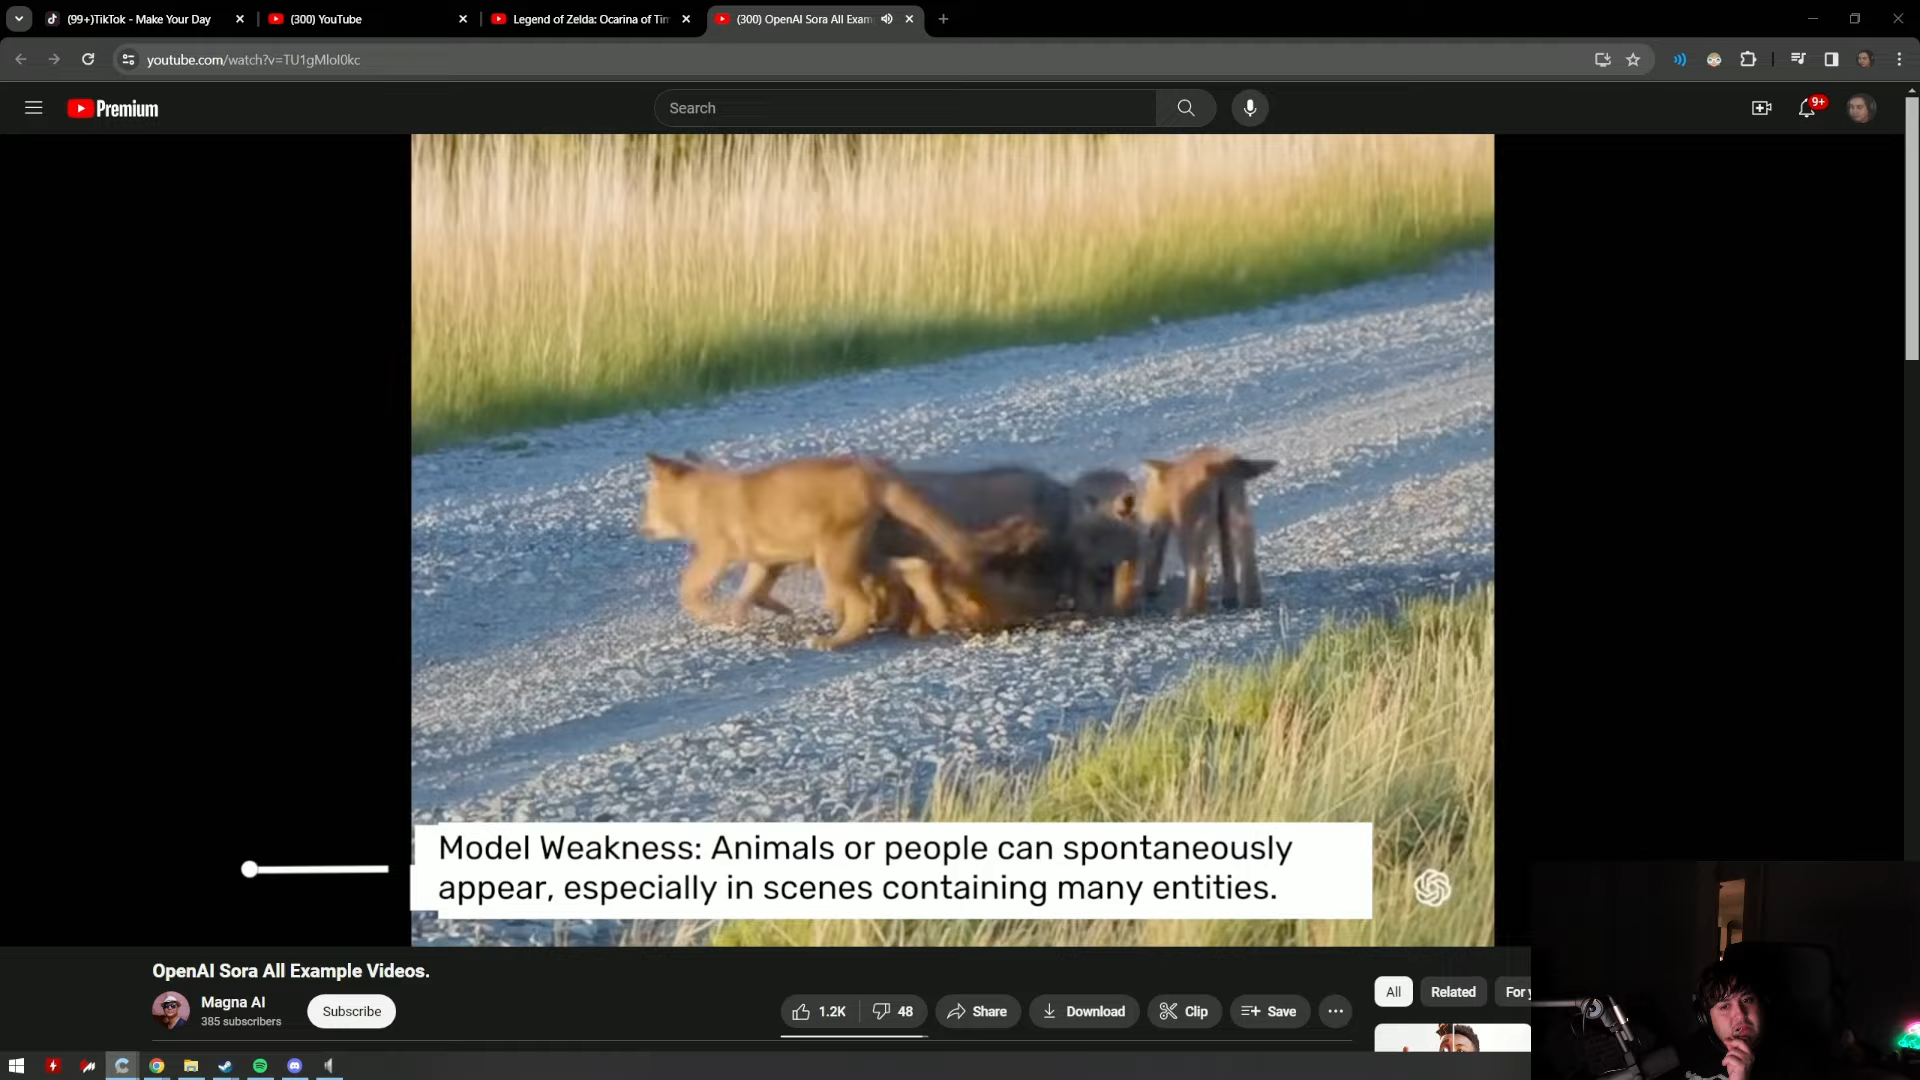 (99+)TikTok - Make Your Day
(300) YouTube
Legend of Zelda: Ocarina of Tim
(300) OpenAI Sora All Exam
youtube.com/watch?v=TU1gMloI0kc
Premium
Search
9+
Model Weakness: Animals or people can spontaneously
appear, especially in scenes containing many entities.
OpenAI Sora All Example Videos.
Magna AI
385 subscribers
Subscribe
1.2K
48
Share
Download
Clip
Save
All
Related
For y